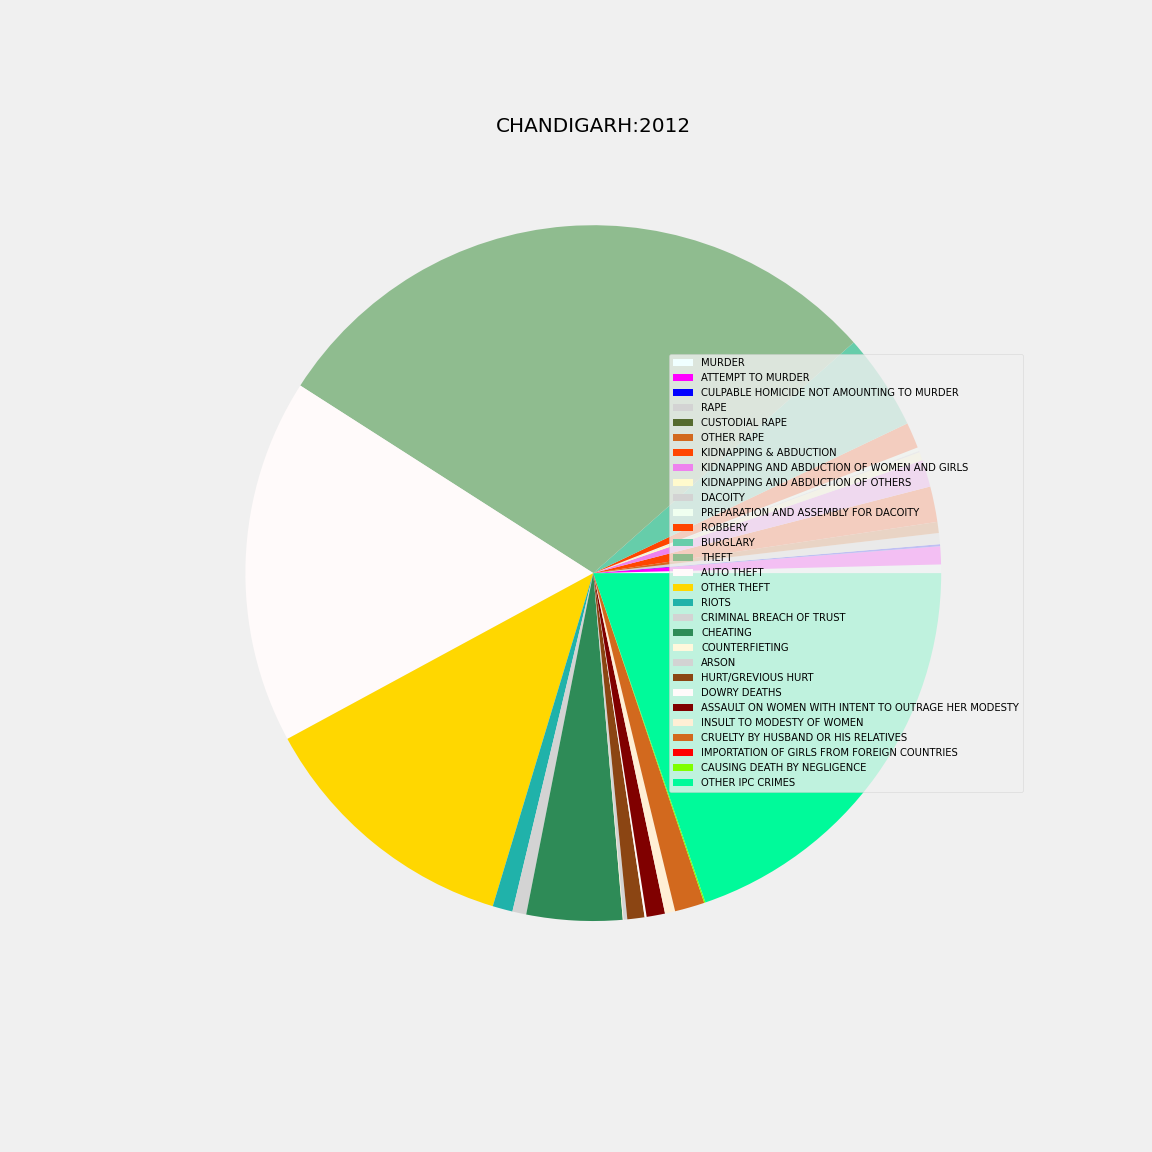 CHANDIGARH:2012
MURDER
ATTEMPT TO MURDER
CULPABLE HOMICIDE NOT AMOUNTING TO MURDER
RAPE
CUSTODIAL RAPE
OTHER RAPE
KIDNAPPING & ABDUCTION
KIDNAPPING AND ABDUCTION OF WOMEN AND GIRLS
KIDNAPPING AND ABDUCTION OF OTHERS
DACOITY
PREPARATION AND ASSEMBLY FOR DACOITY
ROBBERY
BURGLARY
THEFT
AUTO THEFT
OTHER THEFT
RIOTS
CRIMINAL BREACH OF TRUST
CHEATING
COUNTERFIETING
ARSON
HURT/GREVIOUS HURT
DOWRY DEATHS
ASSAULT ON WOMEN WITH INTENT TO OUTRAGE HER MODESTY
INSULT TO MODESTY OF WOMEN
CRUELTY BY HUSBAND OR HIS RELATIVES
IMPORTATION OF GIRLS FROM FOREIGN COUNTRIES
CAUSING DEATH BY NEGLIGENCE
OTHER IPC CRIMES